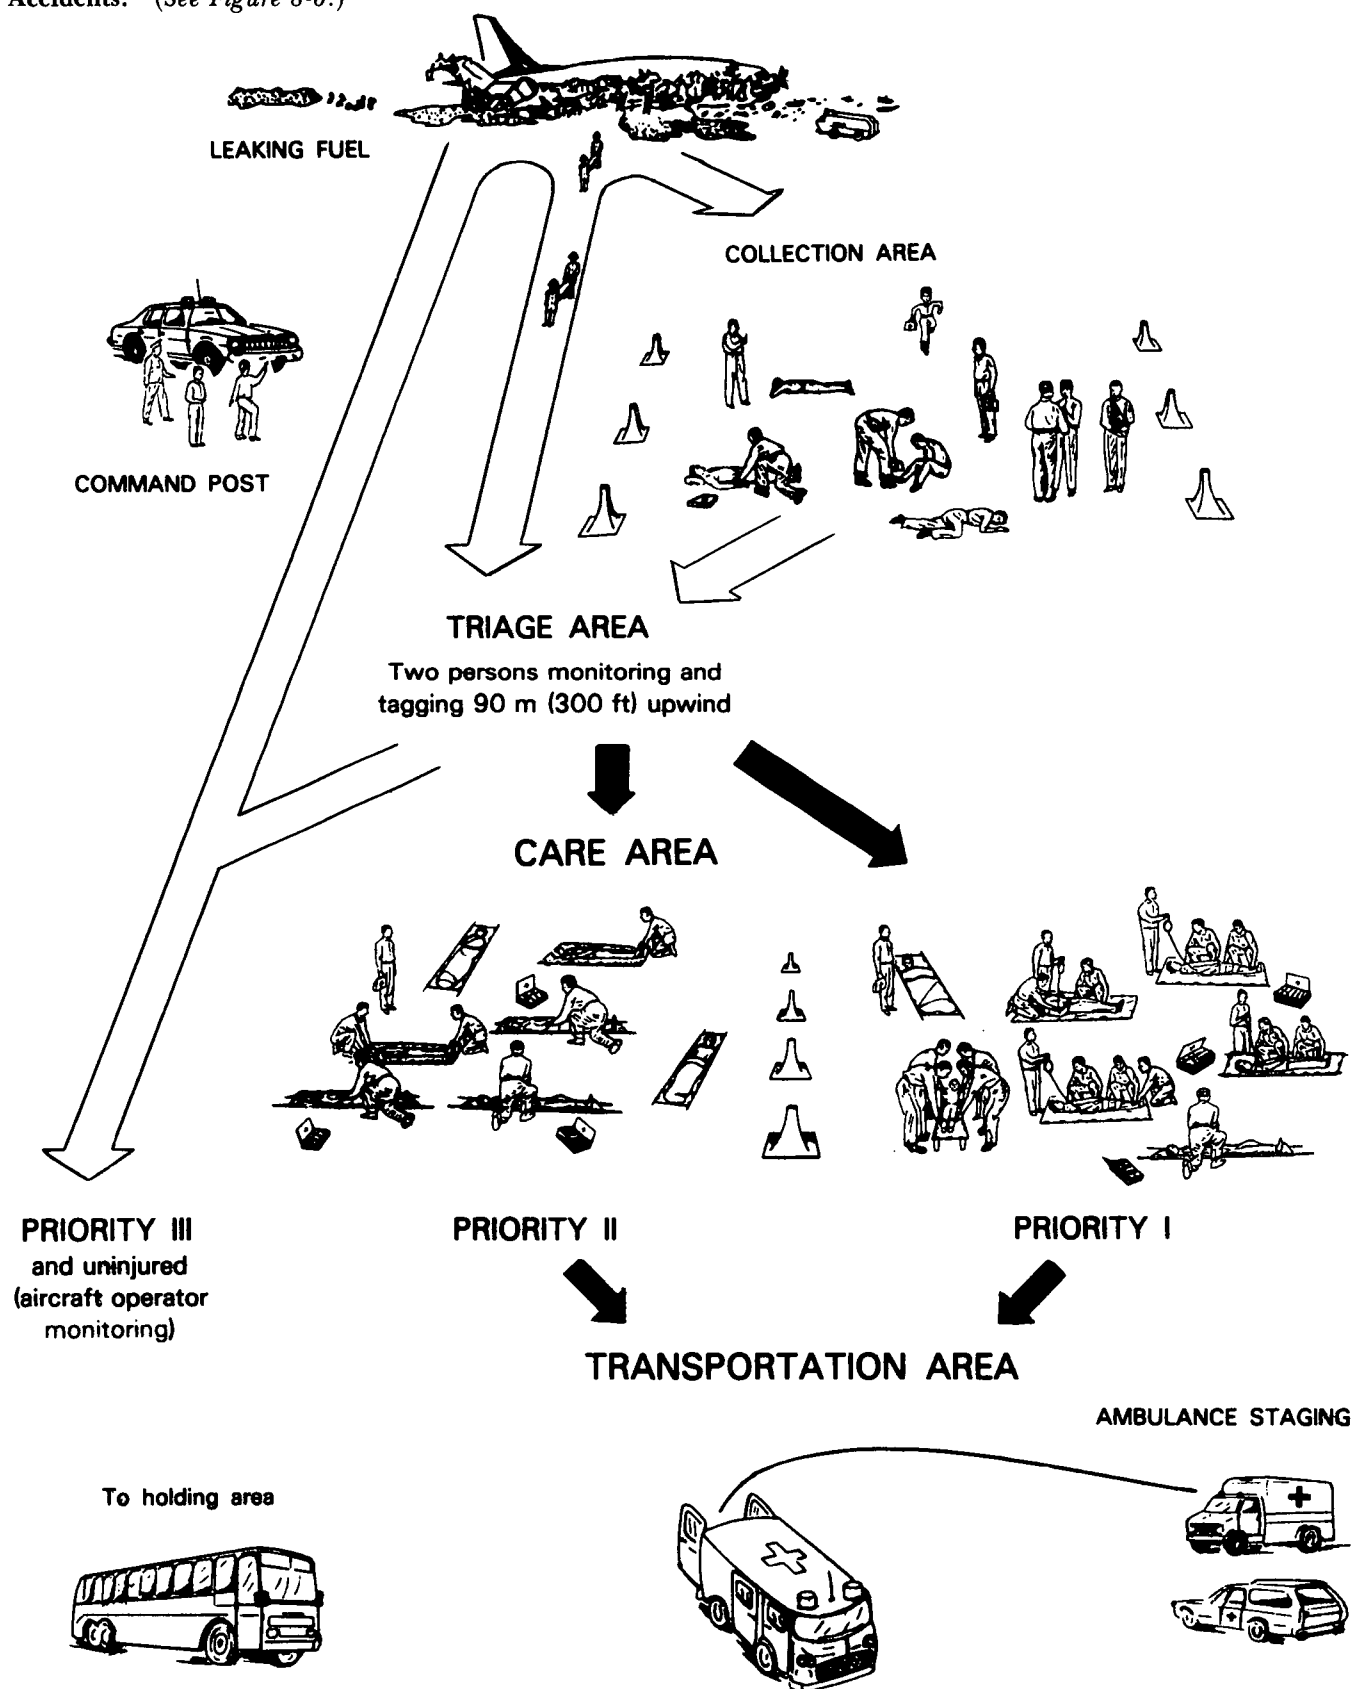 Accidents. (See Figure 8-6.)
LEAKING FUEL
COLLECTION AREA
COMMAND POST
TRIAGE AREA
Two persons monitoring and
tagging 90 m (300 ft) upwind
CARE AREA
PRIORITY III
and uninjured
(aircraft operator
monitoring)
PRIORITY II
PRIORITY I
TRANSPORTATION AREA
AMBULANCE STAGING
To holding area